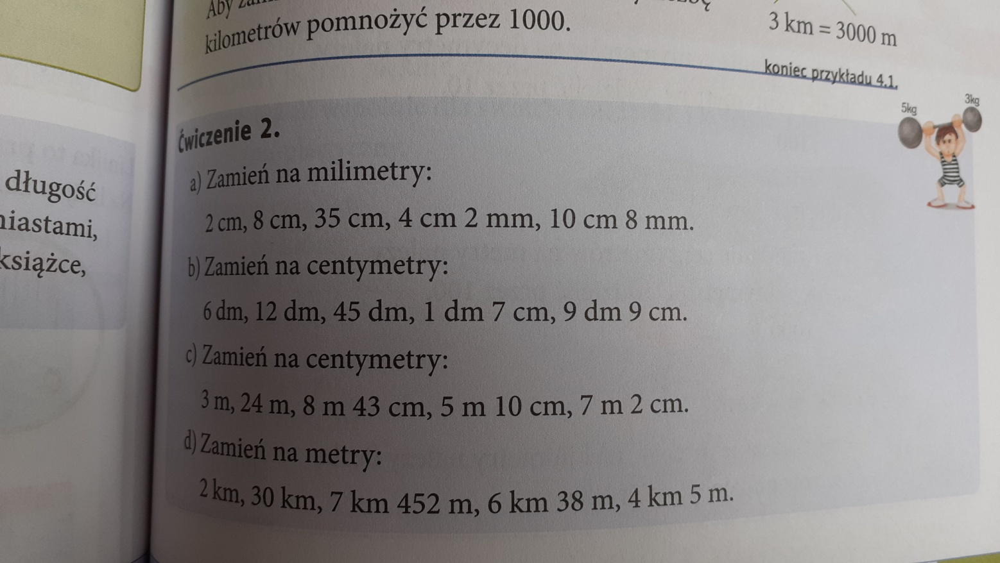 długość
miastami,
książce,
Aby
kilometrów pomnożyć przez 1000.
3 km = 3000 m
koniec przykładu 4.1.
5kg
3kg
Ćwiczenie 2.
a) Zamień na milimetry:
2 cm, 8 cm, 35 cm, 4 cm 2 mm, 10 cm 8 mm.
b) Zamień na centymetry:
6 dm, 12 dm, 45 dm, 1 dm 7 cm, 9 dm 9 cm.
c) Zamień na centymetry:
3 m, 24 m, 8 m 43 cm, 5 m 10 cm, 7 m 2 cm.
d) Zamień na metry:
2 km, 30 km, 7 km 452 m, 6 km 38 m, 4 km 5 m.